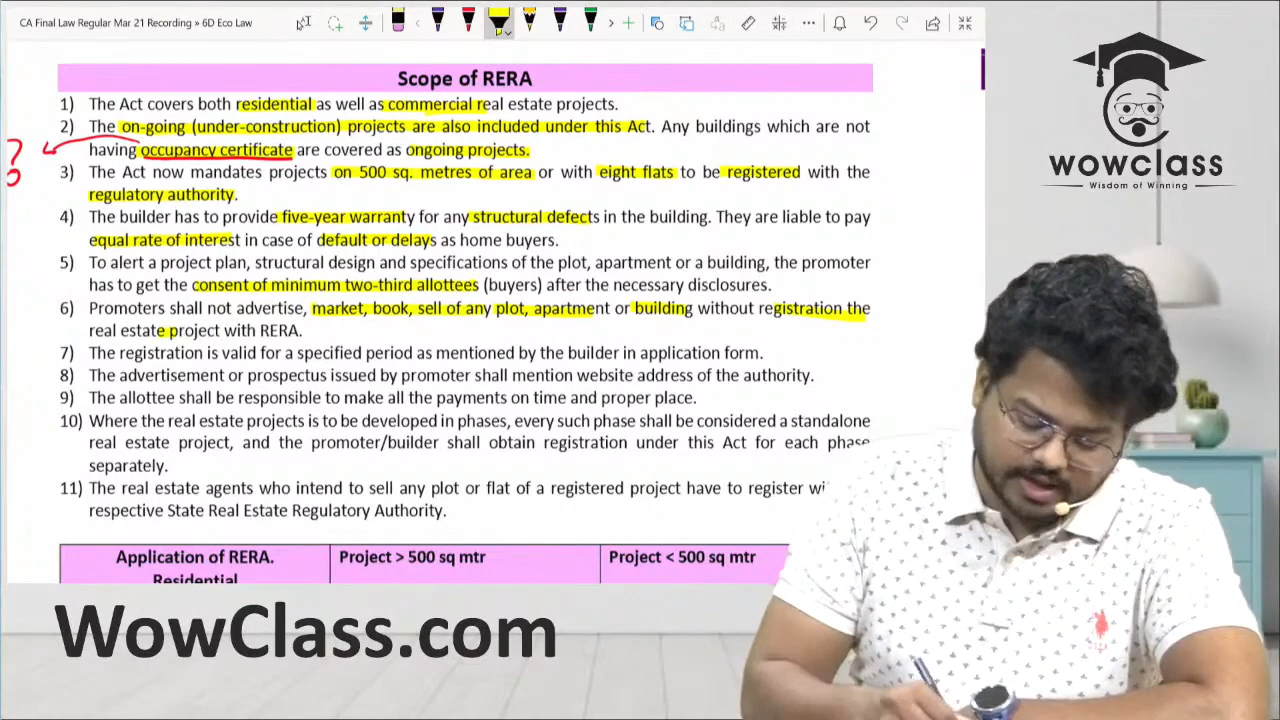 CA Final Law Regular Mar 21 Recording » 6D Eco Law
Scope of RERA
1) The Act covers both residential as well as commercial real estate projects.
2) The on-going (under-construction) projects are also included under this Act. Any buildings which are not
having occupancy certificate are covered as ongoing projects.
3) The Act now mandates projects on 500 sq. metres of area or with eight flats to be registered with the
regulatory authority.
4) The builder has to provide five-year warranty for any structural defects in the building. They are liable to pay
equal rate of interest in case of default or delays as home buyers.
5) To alert a project plan, structural design and specifications of the plot, apartment or a building, the promoter
has to get the consent of minimum two-third allottees (buyers) after the necessary disclosures.
6) Promoters shall not advertise, market, book, sell of any plot, apartment or building without registration the
real estate project with RERA.
7) The registration is valid for a specified period as mentioned by the builder in application form.
8) The advertisement or prospectus issued by promoter shall mention website address of the authority.
9) The allottee shall be responsible to make all the payments on time and proper place.
10) Where the real estate projects is to be developed in phases, every such phase shall be considered a standalone
real estate project, and the promoter/builder shall obtain registration under this Act for each phase
separately.
11) The real estate agents who intend to sell any plot or flat of a registered project have to register
respective State Real Estate Regulatory Authority.
Application of RERA. Project > 500 sq mtr Project < 500 sq mtr
Residential
wowclass
Wisdom of Winning
WowClass.com